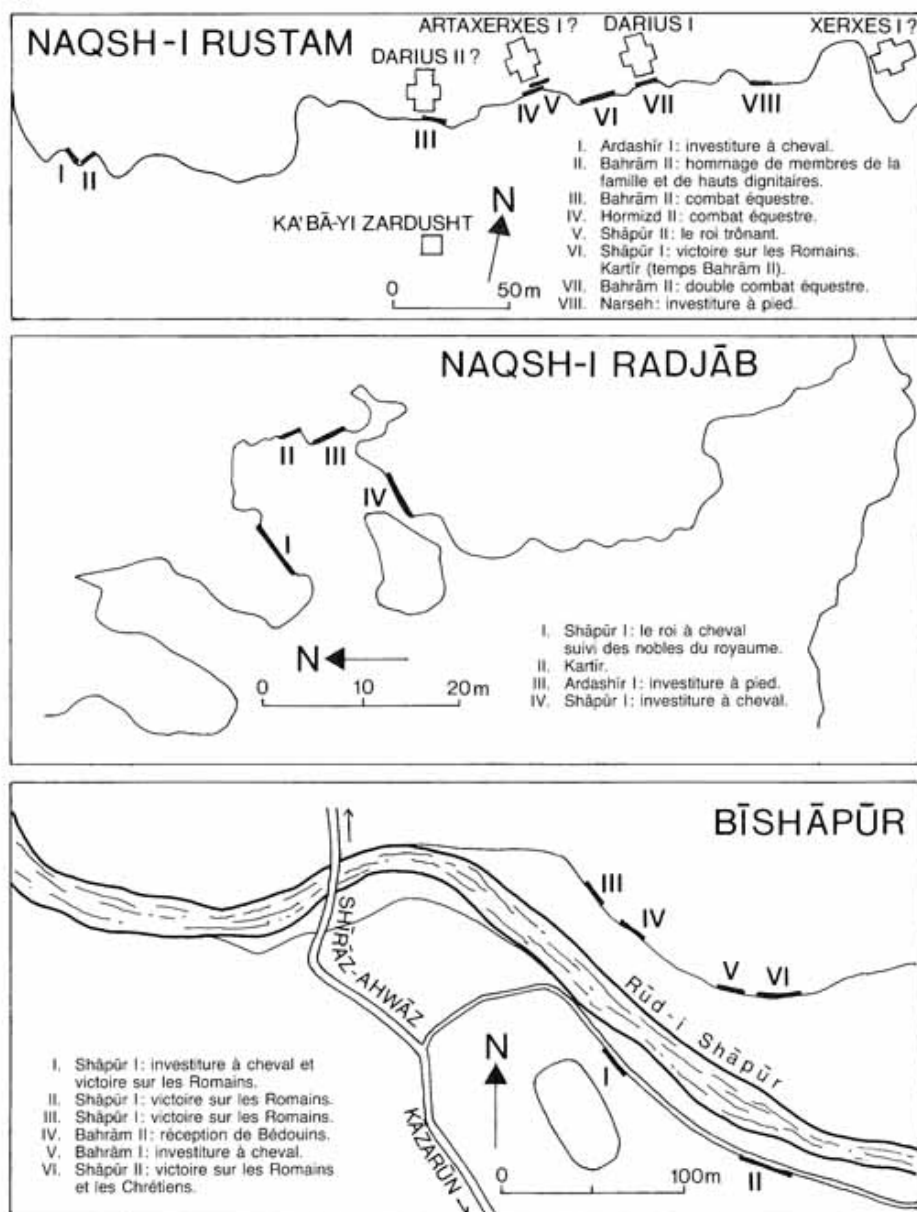 NAQSH-I RUSTAM
DARIUS II ?
ARTAXERXES I ?
DARIUS I
XERXES I ?
I
II
III
IV
V
VI
VII
VIII
KA'BĀ-YI ZARDUSHT
N
0 50 m
I. Ardashīr I : investiture à cheval.
II. Bahrām II : hommage de membres de la
famille et de hauts dignitaires.
III. Bahrām II : combat équestre.
IV. Hormizd II : combat équestre.
V. Shāpūr II : le roi trônant.
VI. Shāpūr I : victoire sur les Romains.
Kartīr (temps Bahrām II).
VII. Bahrām II : double combat équestre.
VIII. Narseh : investiture à pied.
NAQSH-I RADJĀB
II
III
IV
I
N
0 10 20 m
I. Shāpūr I : le roi à cheval
suivi des nobles du royaume.
II. Kartīr.
III. Ardashīr I : investiture à pied.
IV. Shāpūr I : investiture à cheval.
BĪSHĀPŪR
III
IV
V
VI
SHĪRĀZ-AHWĀZ
Rūd-i Shāpūr
KĀZARŪN
N
I
II
0 100 m
I. Shāpūr I : investiture à cheval et
victoire sur les Romains.
II. Shāpūr I : victoire sur les Romains.
III. Shāpūr I : victoire sur les Romains.
IV. Bahrām II : réception de Bédouins.
V. Bahrām I : investiture à cheval.
VI. Shāpūr II : victoire sur les Romains
et les Chrétiens.